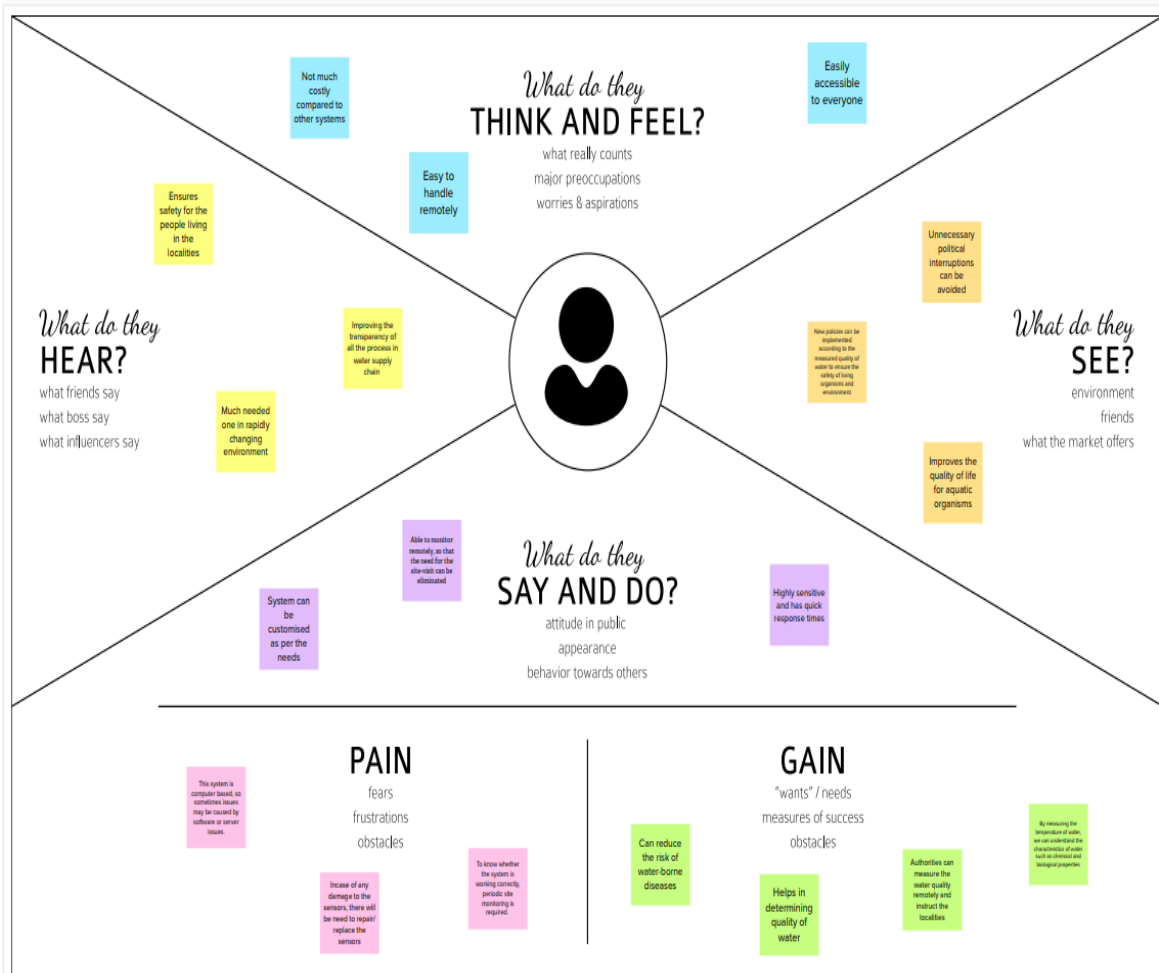 What do they
THINK AND FEEL?
what really counts
major preoccupations
worries & aspirations
Not much
costly
compared to
other systems
Easy to
handle
remotely
Easily
accessible
to everyone
What do they
HEAR?
what friends say
what boss say
what influencers say
Ensures
safety for the
people living
in the
localities
Improving the
transparency of
all the process in
water supply
chain
Much needed
one in rapidly
changing
environment
What do they
SEE?
environment
friends
what the market offers
Unnecessary
political
interruptions
can be
avoided
New policies can be
implemented
according to the
measured quality of
water to ensure the
safety of living
organisms and
environment
Improves the
quality of life
for aquatic
organisms
What do they
SAY AND DO?
attitude in public
appearance
behavior towards others
Able to monitor
remotely, so that
the need for the
site-visit can be
eliminated
System can
be
customised
as per the
needs
Highly sensitive
and has quick
response times
PAIN
fears
frustrations
obstacles
This system is
computer based, so
sometimes issues
may be caused by
software or server
issues.
Incase of any
damege to the
sensors, there will
be need to repair/
replace the
sensors
To know whether
the system is
working correctly,
periodic site
monitoring is
required.
GAIN
"wants" / needs
measures of success
obstacles
Can reduce
the risk of
water-borne
diseases
Helps in
determining
quality of
water
Authorities can
measure the
water quality
remotely and
instruct the
localities
By measuring the
temperature of water,
we can understand the
characteristics of water
such as chemical and
biological properties